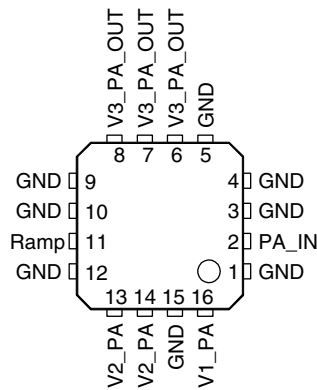 V3_PA_OUT
V3_PA_OUT
V3_PA_OUT
GND
8 7 6 5
GND 9 4 GND
GND 10 3 GND
Ramp 11 2 PA_IN
GND 12 1 GND
13 14 15 16
V2_PA
V2_PA
GND
V1_PA